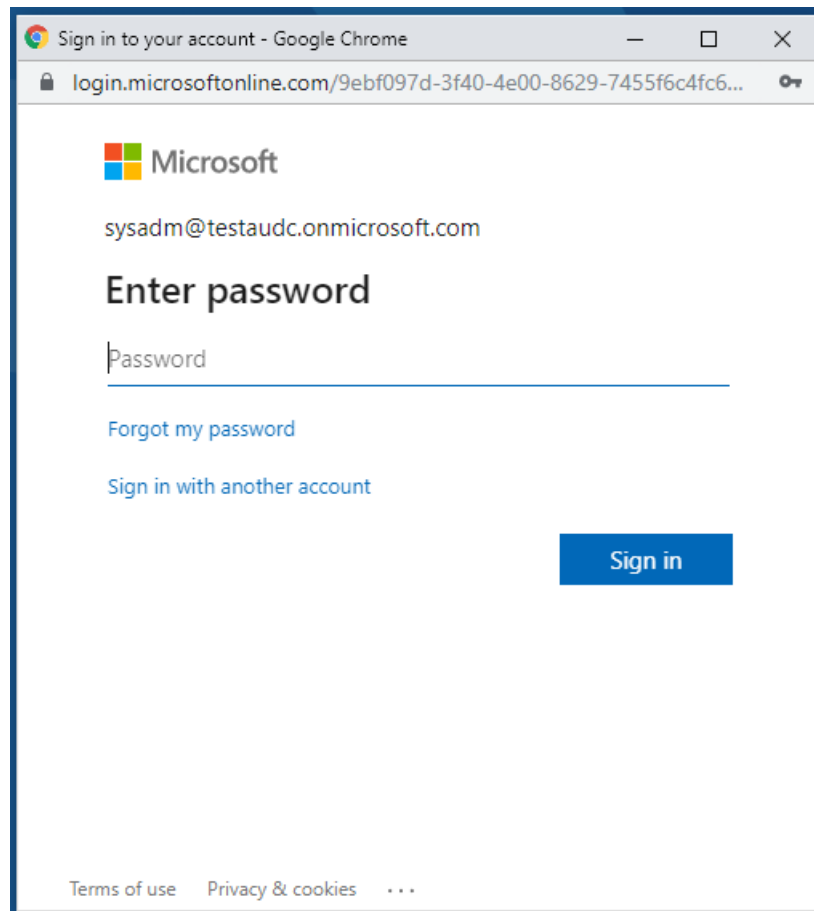 Sign in to your account - Google Chrome
login.microsoftonline.com/9ebf097d-3f40-4e00-8629-7455f6c4fc6...
Microsoft
sysadm@testaudc.onmicrosoft.com
Enter password
Password
Forgot my password
Sign in with another account
Sign in
Terms of use Privacy & cookies ...